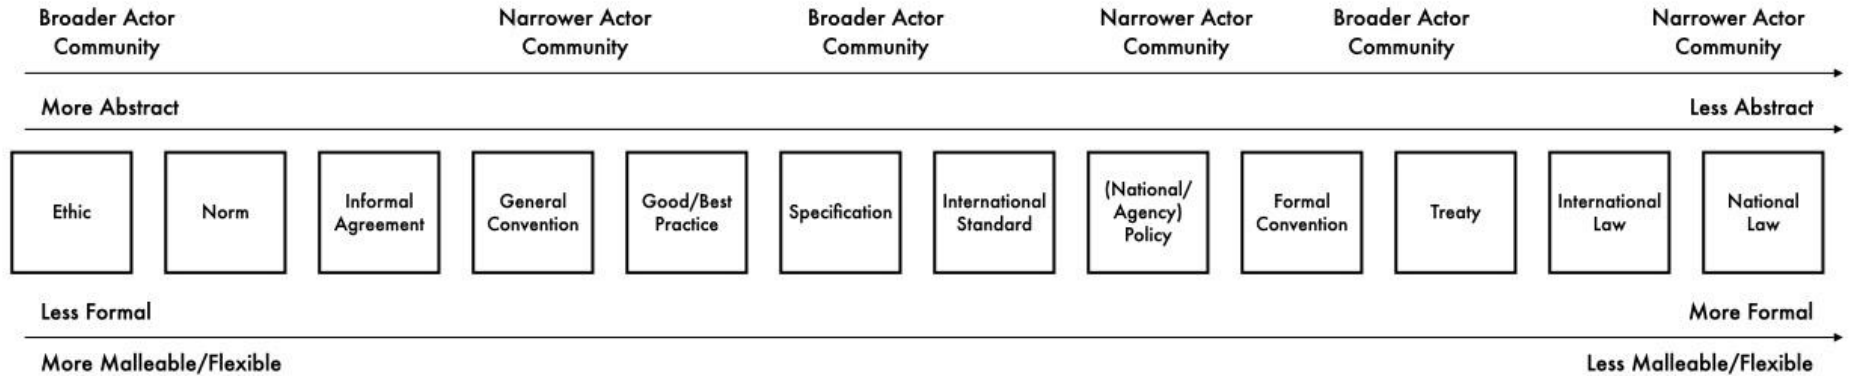 Broader Actor
Community
Narrower Actor
Community
Broader Actor
Community
Narrower Actor
Community
Broader Actor
Community
Narrower Actor
Community
More Abstract
Less Abstract
Ethic
Norm
Informal
Agreement
General
Convention
Good/Best
Practice
Specification
International
Standard
(National/
Agency)
Policy
Formal
Convention
Treaty
International
Law
National
Law
Less Formal
More Formal
More Malleable/Flexible
Less Malleable/Flexible